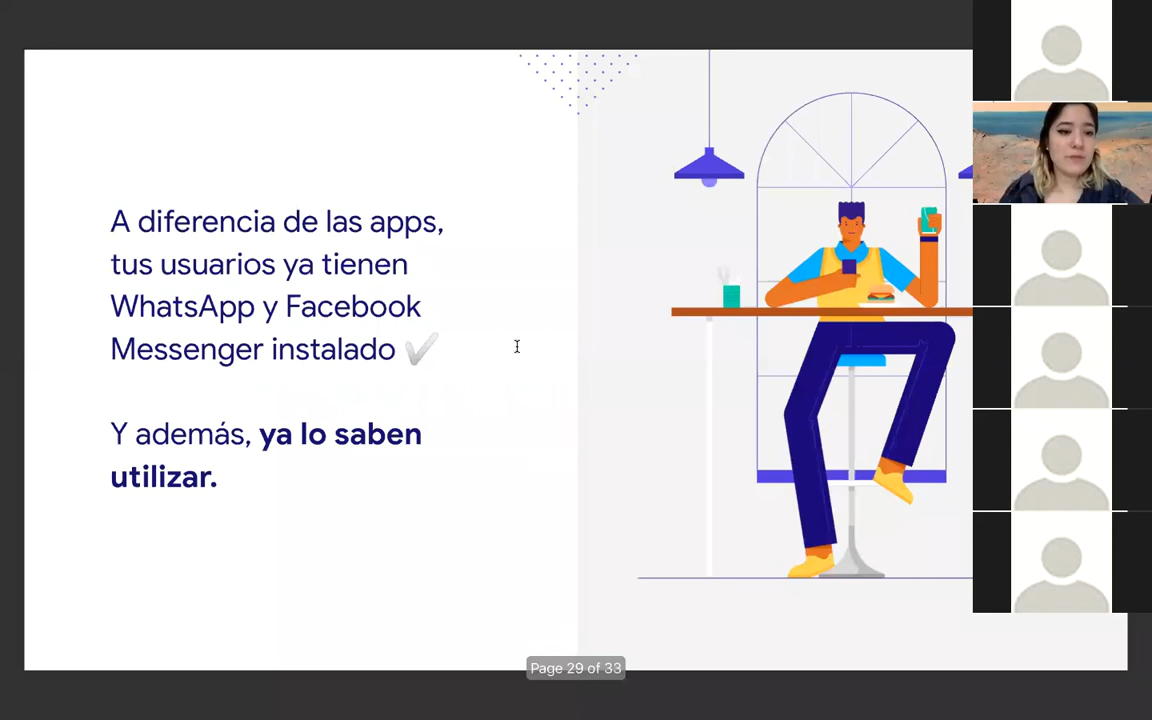 A diferencia de las apps,
tus usuarios ya tienen
WhatsApp y Facebook
Messenger instalado ✔
Y además, ya lo saben
utilizar.
Page 29 of 33